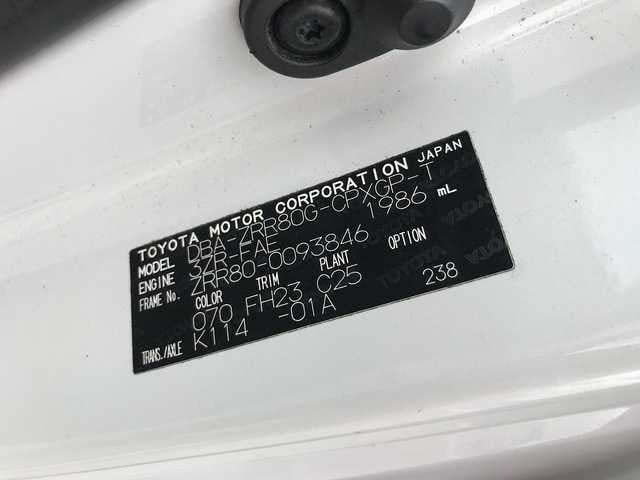 TOYOTA MOTOR CORPORATION JAPAN
MODEL DBA-ZRR80G-CPXGP-T
ENGINE 3ZR-FAE 1986 mL
FRAME No. ZRR80-0093846
COLOR TRIM PLANT OPTION
070 FH23 C25 238
TRANS./AXLE K114 -01A